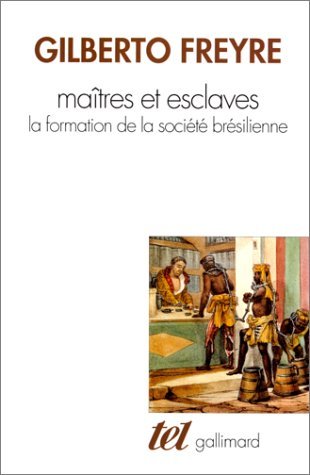 GILBERTO FREYRE
maîtres et esclaves
la formation de la société brésilienne
tel gallimard